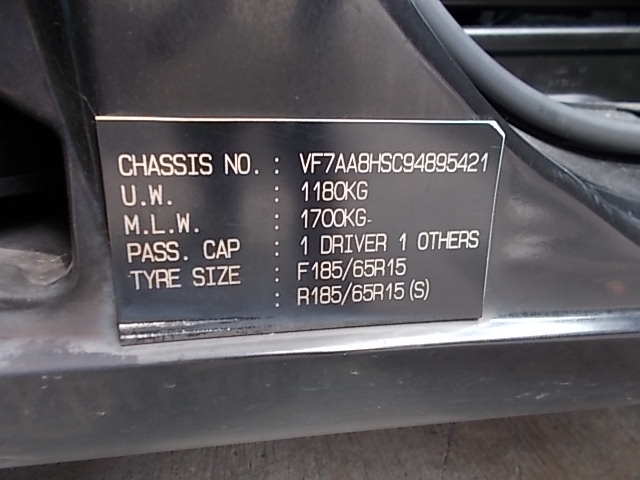 CHASSIS NO. : VF7AA8HSC94895421
U.W. : 1180KG
M.L.W. : 1700KG
PASS. CAP : 1 DRIVER 1 OTHERS
TYRE SIZE : F185/65R15
: R185/65R15 (S)